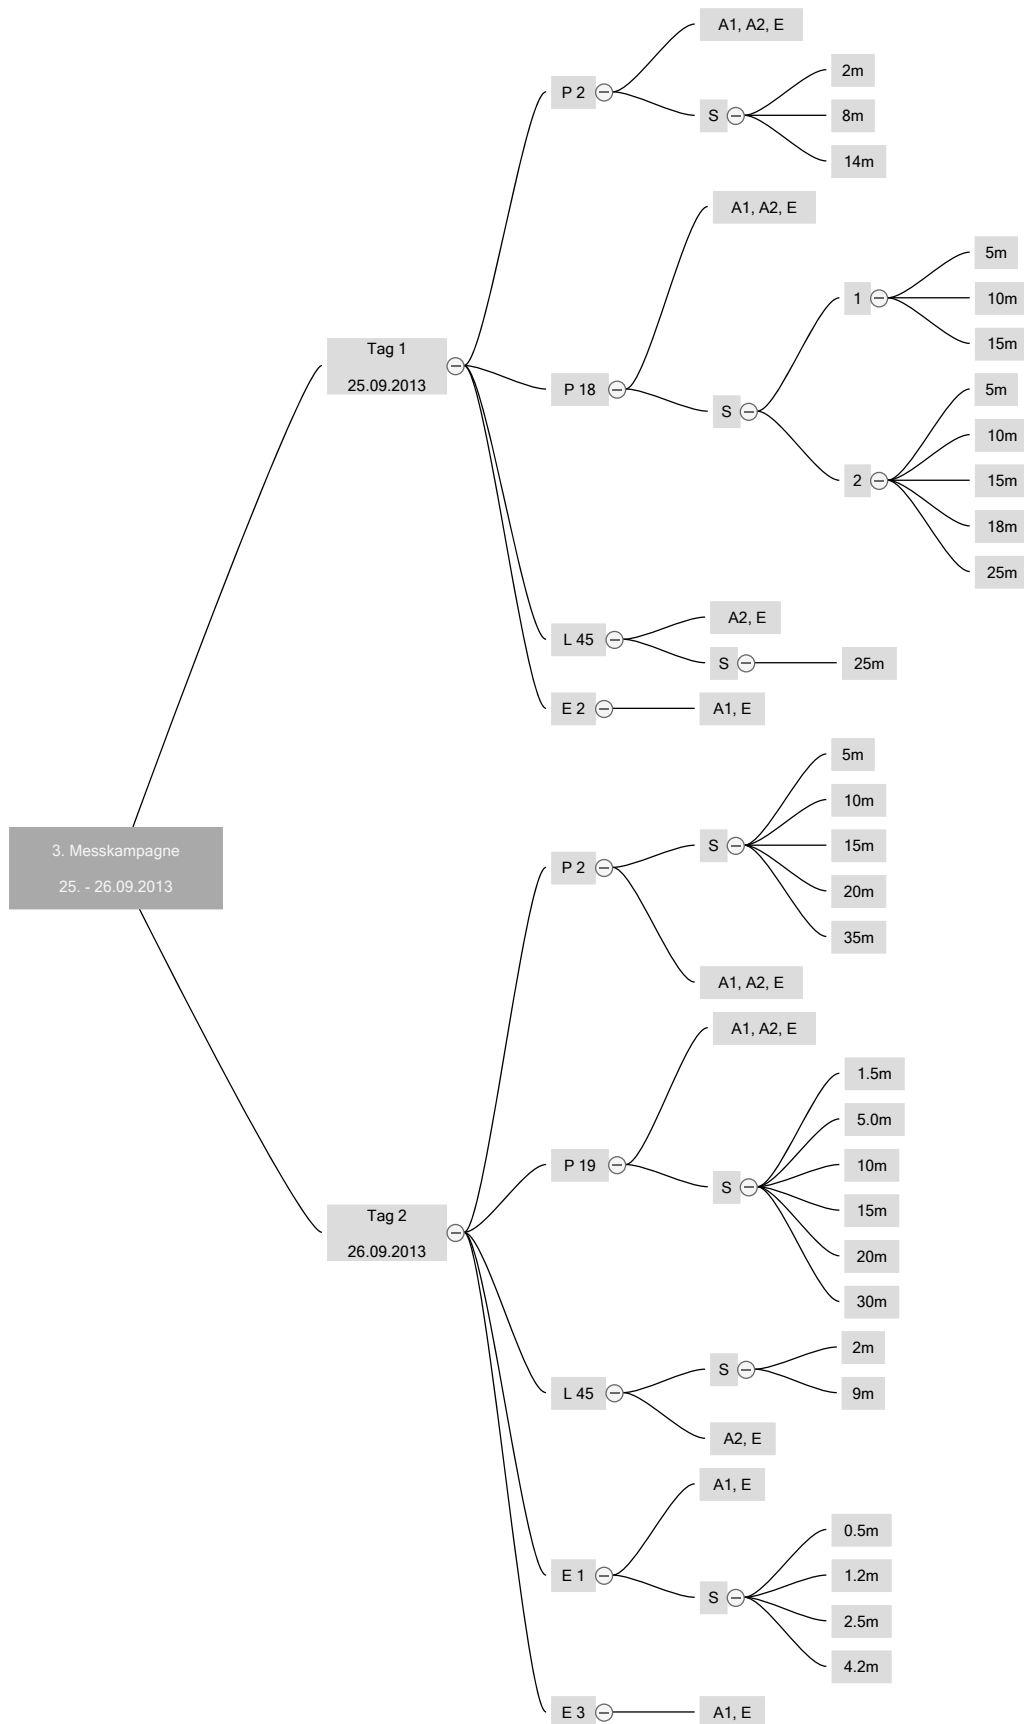 3. Messkampagne
25. - 26.09.2013
Tag 1
25.09.2013
P 2
A1, A2, E
S
2m
8m
14m
P 18
A1, A2, E
S
1
5m
10m
15m
2
5m
10m
15m
18m
25m
L 45
A2, E
S
25m
E 2
A1, E
Tag 2
26.09.2013
P 2
S
5m
10m
15m
20m
35m
A1, A2, E
P 19
A1, A2, E
S
1.5m
5.0m
10m
15m
20m
30m
L 45
S
2m
9m
A2, E
E 1
A1, E
S
0.5m
1.2m
2.5m
4.2m
E 3
A1, E